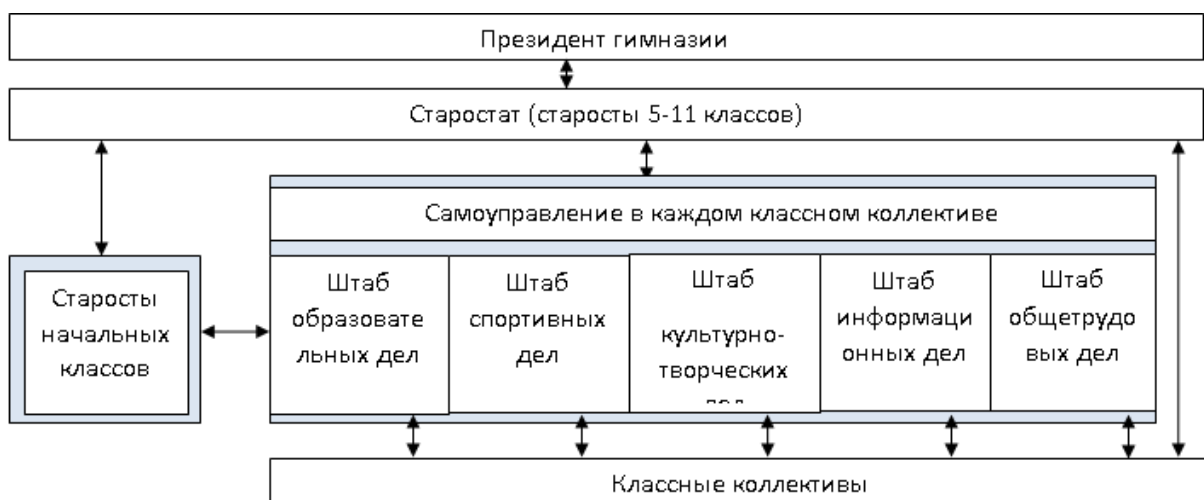 Президент гимназии
Старостат (старосты 5-11 классов)
Самоуправление в каждом классном коллективе
Старосты
начальных
классов
Штаб
образовате
льных дел
Штаб
спортивных
дел
Штаб
культурно-
творческих
Штаб
информаци
онных дел
Штаб
общетрудо
вых дел
Классные коллективы